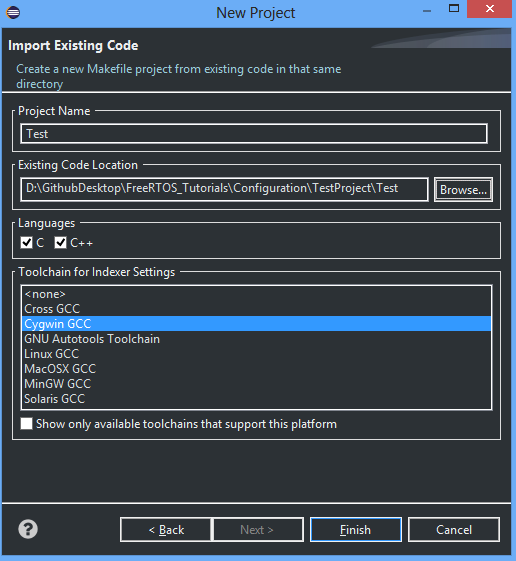 New Project
Import Existing Code
Create a new Makefile project from existing code in that same
directory
Project Name
Test
Existing Code Location
D:\GithubDesktop\FreeRTOS_Tutorials\Configuration\TestProject\Test
Browse...
Languages
C C++
Toolchain for Indexer Settings
<none>
Cross GCC
Cygwin GCC
GNU Autotools Toolchain
Linux GCC
MacOSX GCC
MinGW GCC
Solaris GCC
Show only available toolchains that support this platform
? < Back Next > Finish Cancel